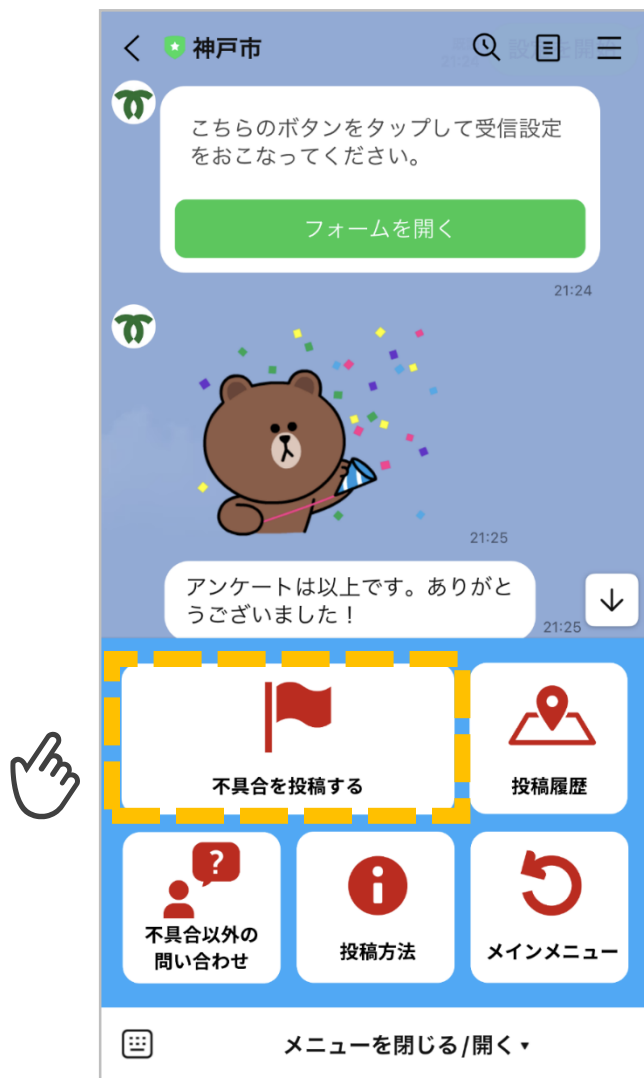 神戸市
こちらのボタンをタップして受信設定
をおこなってください。
フォームを開く
21:24
21:25
アンケートは以上です。ありがと
うございました！
21:25
不具合を投稿する
投稿履歴
?
不具合以外の
問い合わせ
投稿方法
メインメニュー
メニューを閉じる/開く▼